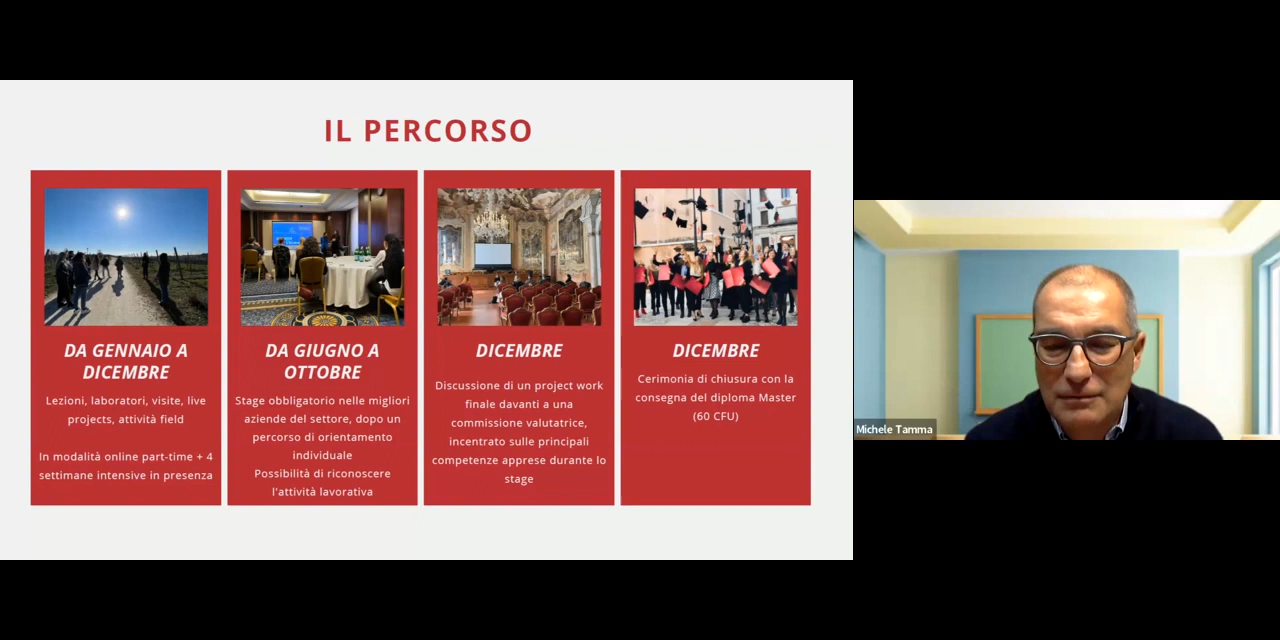 IL PERCORSO
DA GENNAIO A
DICEMBRE
Lezioni, laboratori, visite, live
projects, attività field
In modalità online part-time + 4
settimane intensive in presenza
DA GIUGNO A
OTTOBRE
Stage obbligatorio nelle migliori
aziende del settore, dopo un
percorso di orientamento
individuale
Possibilità di riconoscere
l'attività lavorativa
DICEMBRE
Discussione di un project work
finale davanti a una
commissione valutatrice,
incentrato sulle principali
competenze apprese durante lo
stage
DICEMBRE
Cerimonia di chiusura con la
consegna del diploma Master
(60 CFU)
Michele Tamma